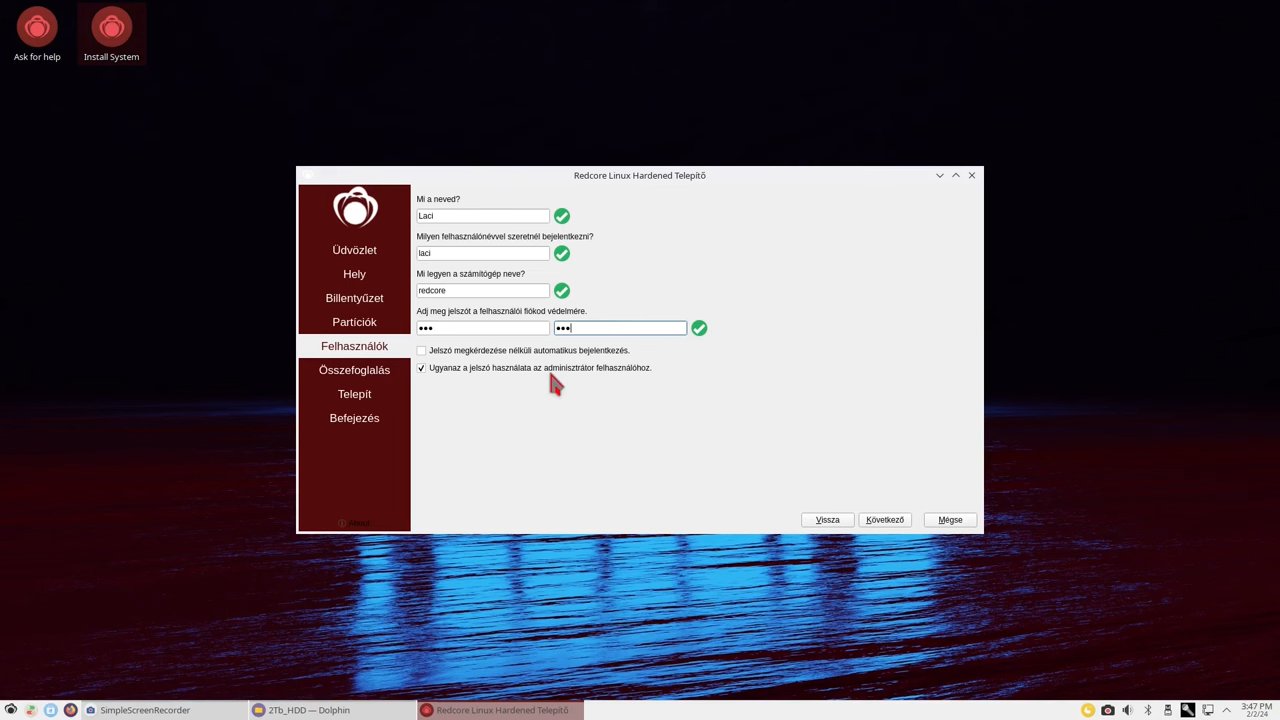 Ask for help
Install System
Redcore Linux Hardened Telepítő
Üdvözlet
Hely
Billentyűzet
Partíciók
Felhasználók
Összefoglalás
Telepít
Befejezés
About
Mi a neved?
Laci
Milyen felhasználónévvel szeretnél bejelentkezni?
laci
Mi legyen a számítógép neve?
redcore
Adj meg jelszót a felhasználói fiókod védelmére.
Jelszó megkérdezése nélküli automatikus bejelentkezés.
Ugyanaz a jelszó használata az adminisztrátor felhasználóhoz.
Vissza
Következő
Mégse
SimpleScreenRecorder
2Tb_HDD — Dolphin
Redcore Linux Hardened Telepítő
3:47 PM
2/2/24